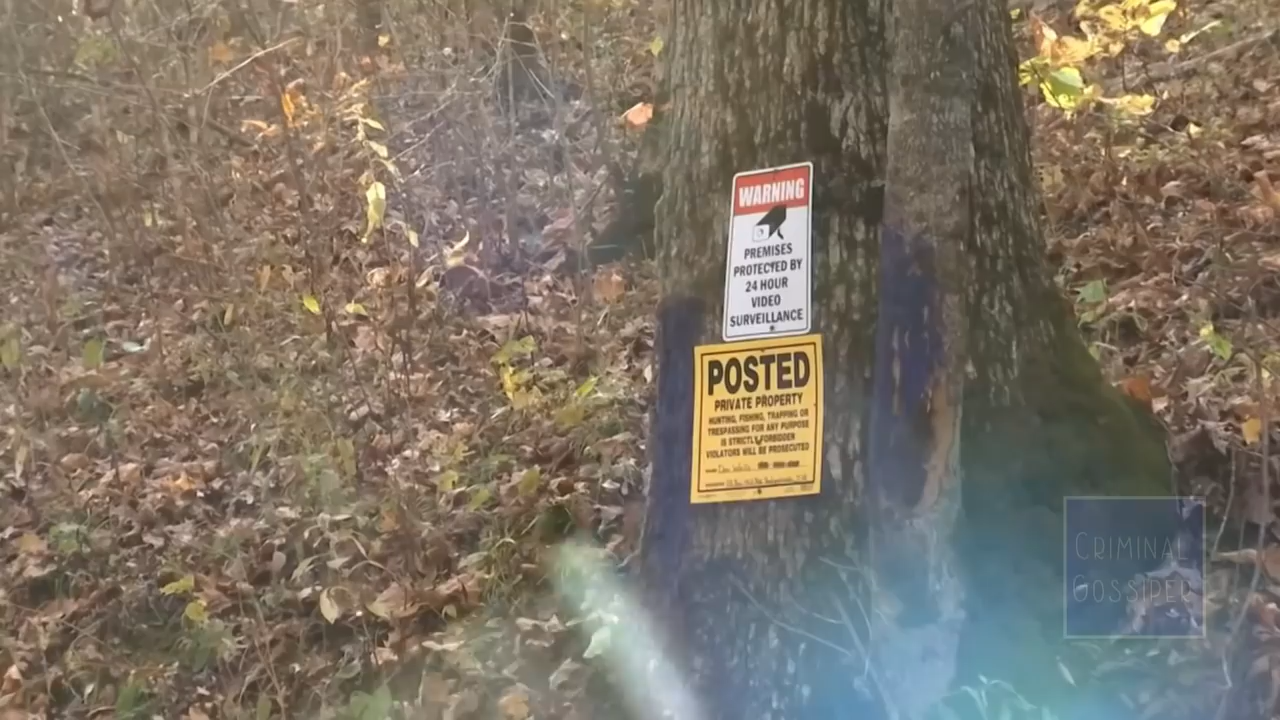 WARNING
PREMISES
PROTECTED BY
24 HOUR
VIDEO
SURVEILLANCE
POSTED
PRIVATE PROPERTY
HUNTING, FISHING, TRAPPING OR
TRESPASSING FOR ANY PURPOSE
IS STRICTLY FORBIDDEN
VIOLATORS WILL BE PROSECUTED
CRIMINAL
GOSSIPER